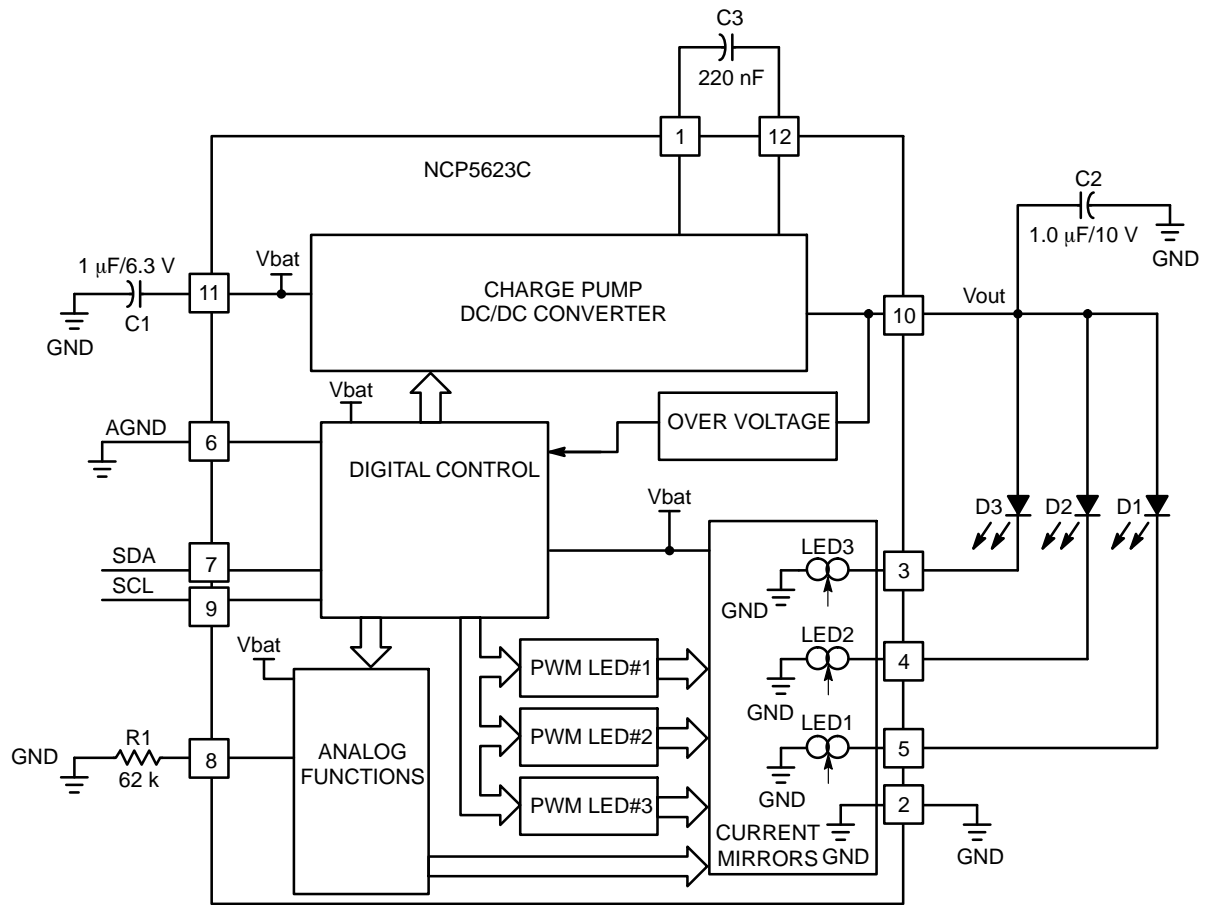 C3
220 nF
1
12
NCP5623C
C2
1.0 μF/10 V
GND
1 μF/6.3 V
Vbat
11
C1
GND
CHARGE PUMP
DC/DC CONVERTER
10
Vout
Vbat
AGND
6
OVER VOLTAGE
DIGITAL CONTROL
Vbat
D3
D2
D1
SDA
7
SCL
9
LED3
3
GND
Vbat
PWM LED#1
LED2
4
GND
R1
GND
8
62 k
ANALOG
FUNCTIONS
PWM LED#2
LED1
5
GND
PWM LED#3
2
CURRENT
MIRRORS
GND
GND